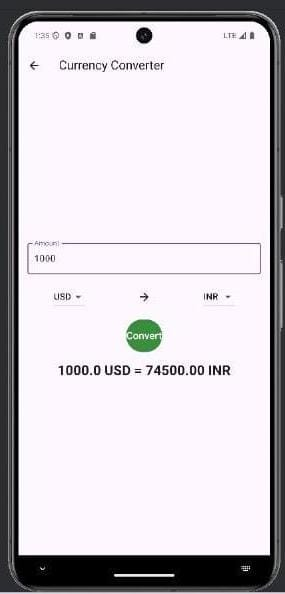 1:35 LTE
Currency Converter
Amount
1000
USD INR
Convert
1000.0 USD = 74500.00 INR